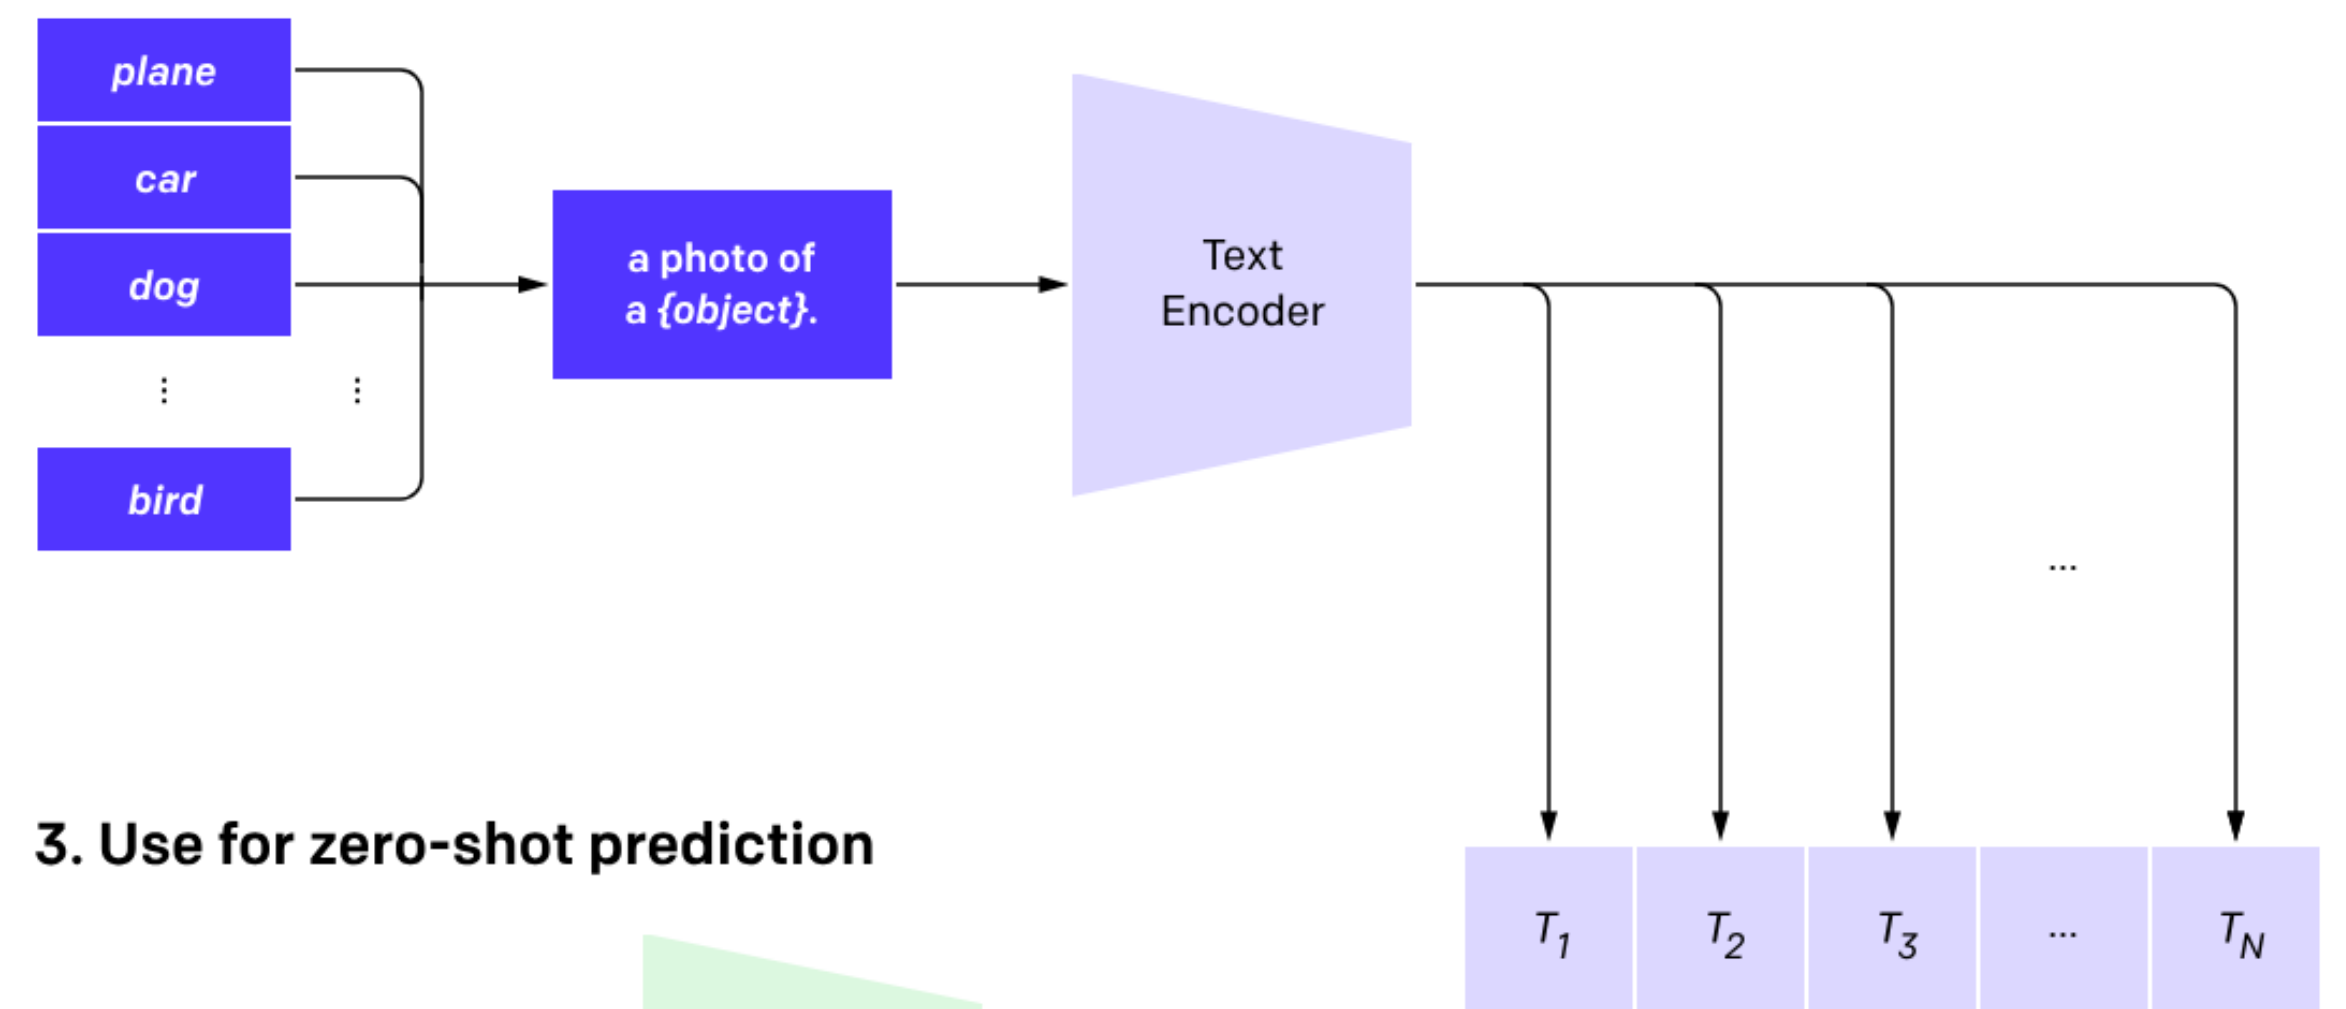 plane
car
dog
⋮ ⋮
bird
a photo of
a {object}.
Text
Encoder
...
3. Use for zero-shot prediction
T1 T2 T3 ... TN